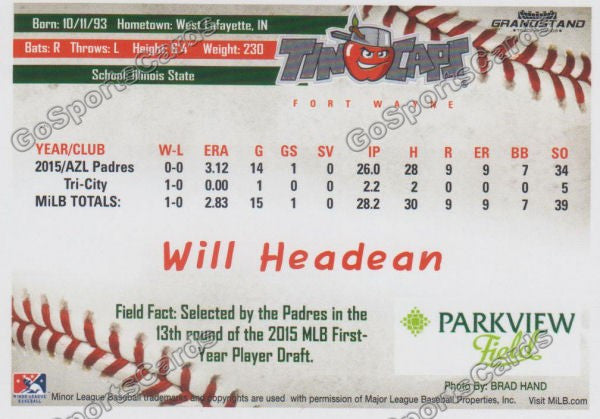 Born: 10/11/93 Hometown: West Lafayette, IN
Bats: R Throws: L Height: 6'4" Weight: 230
School: Illinois State
GRANDSTAND
TINCAPS
FORT WAYNE
YEAR/CLUB W-L ERA G GS SV IP H R ER BB SO
2015/AZL Padres 0-0 3.12 14 1 0 26.0 28 9 9 7 34
Tri-City 1-0 0.00 1 0 0 2.2 2 0 0 0 5
MiLB TOTALS: 1-0 2.83 15 1 0 28.2 30 9 9 7 39
Will Headean
Field Fact: Selected by the Padres in the
13th round of the 2015 MLB First-
Year Player Draft.
PARKVIEW
Field
Photo By: BRAD HAND
MINOR LEAGUE
BASEBALL
Minor League Baseball trademarks and copyrights are used with permission of Major League Baseball Properties, Inc. Visit MiLB.com
GoSportsCards
GoSportsCards
GoSportsCards
GoSportsCards
GoSportsCards